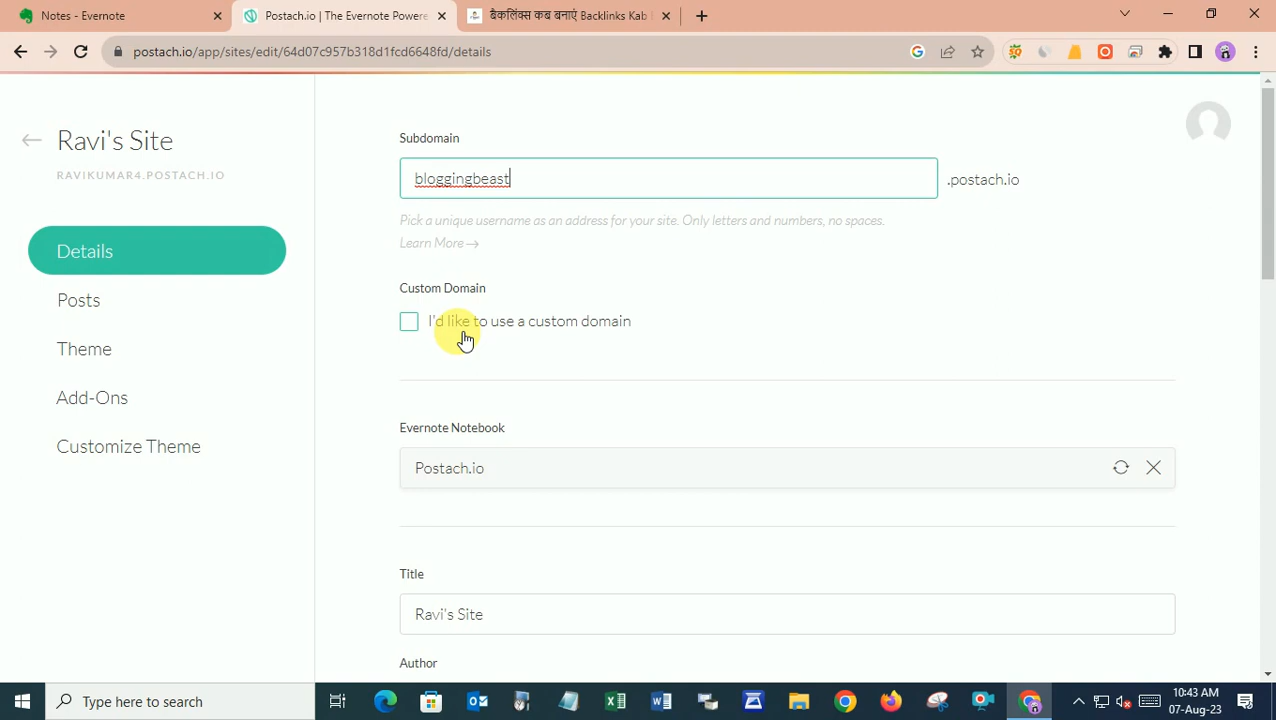 Notes - Evernote
Postach.io | The Evernote Powere
बैकलिंक्स कब बनाएं Backlinks Kab
postach.io/app/sites/edit/64d07c957b318d1fcd6648fd/details
Ravi's Site
RAVIKUMAR4.POSTACH.IO
Details
Posts
Theme
Add-Ons
Customize Theme
Subdomain
bloggingbeast
.postach.io
Pick a unique username as an address for your site. Only letters and numbers, no spaces.
Learn More →
Custom Domain
I'd like to use a custom domain
Evernote Notebook
Postach.io
Title
Ravi's Site
Author
Type here to search
10:43 AM
07-Aug-23